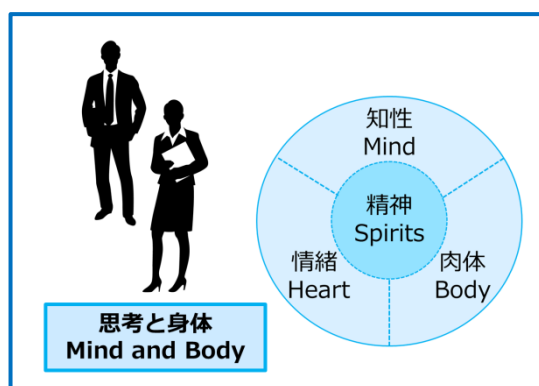 知性
Mind
精神
Spirits
情緒
Heart
肉体
Body
思考と身体
Mind and Body